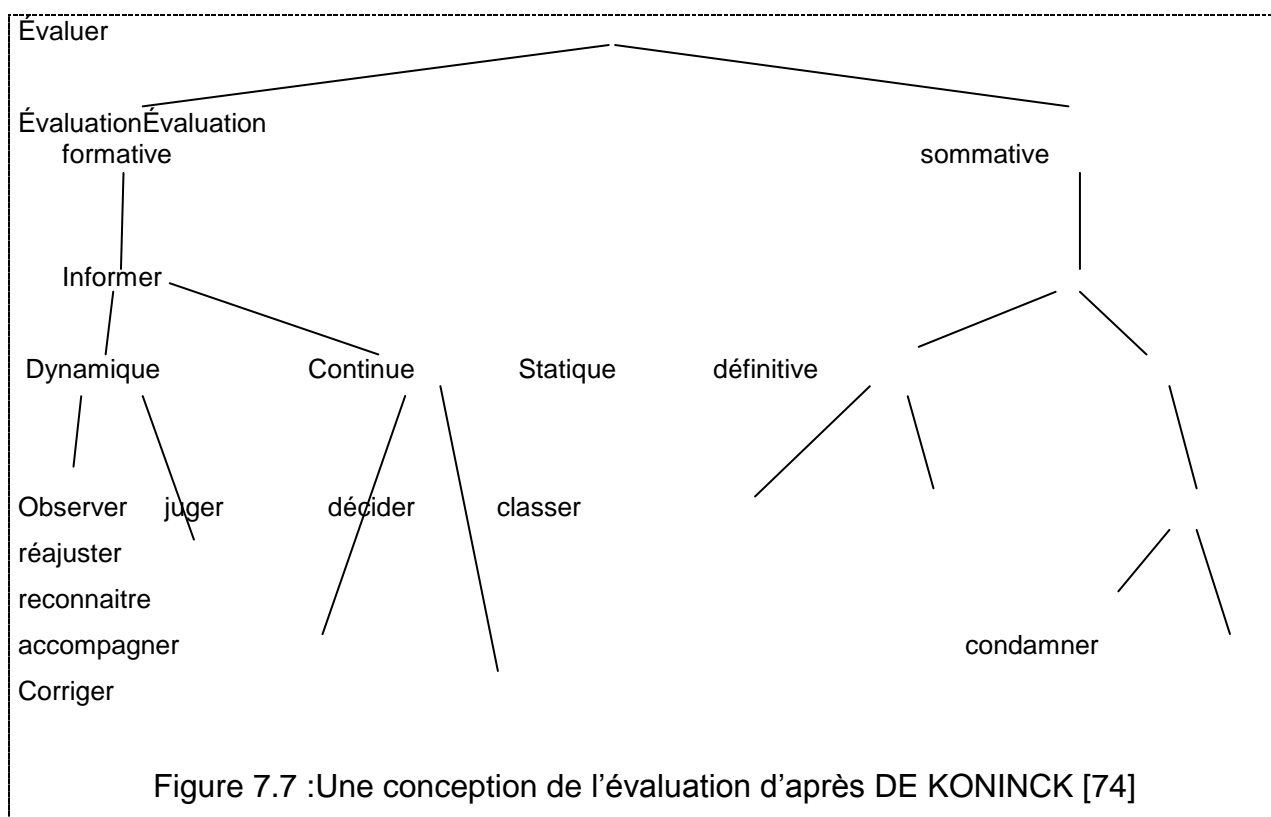 Évaluer
ÉvaluationÉvaluation
formative sommative
Informer
Dynamique Continue Statique définitive
Observer juger décider classer
réajuster
reconnaitre
accompagner condamner
Corriger
Figure 7.7 :Une conception de l’évaluation d’après DE KONINCK [74]